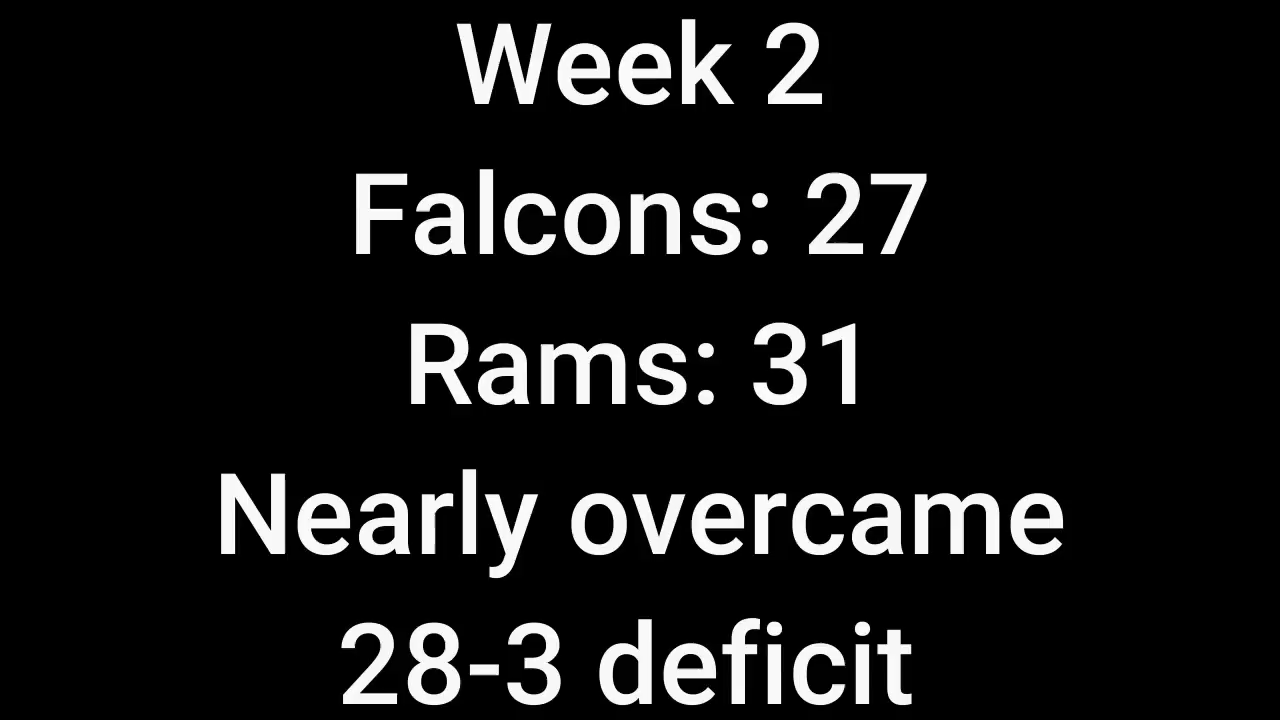 Week 2
Falcons: 27
Rams: 31
Nearly overcame
28-3 deficit